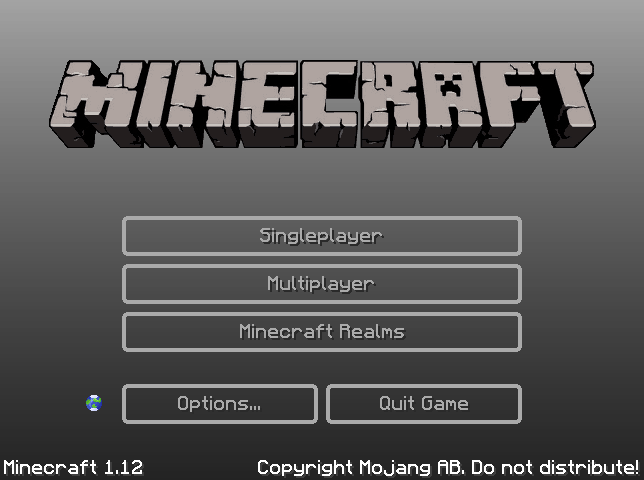 MINECRAFT
Singleplayer
Multiplayer
Minecraft Realms
Options...
Quit Game
Minecraft 1.12
Copyright Mojang AB. Do not distribute!